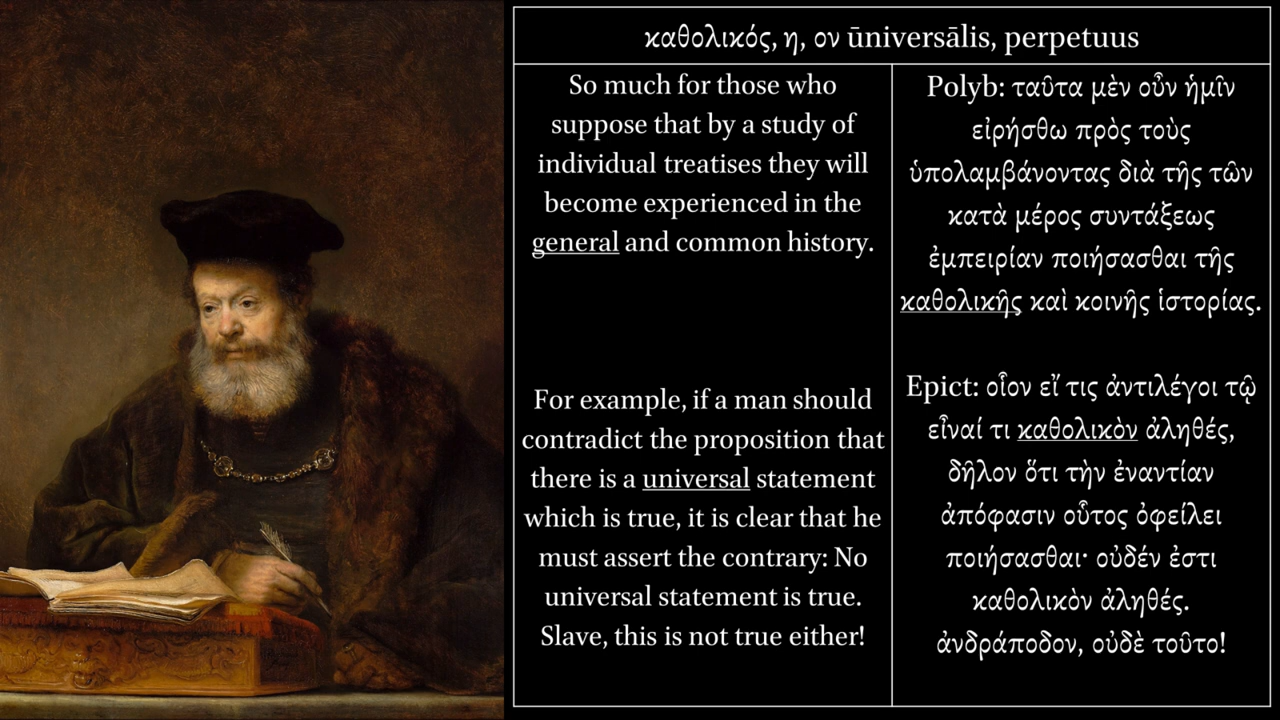 καθολικός, η, ον ūniversālis, perpetuus
So much for those who
suppose that by a study of
individual treatises they will
become experienced in the
general and common history.
For example, if a man should
contradict the proposition that
there is a universal statement
which is true, it is clear that he
must assert the contrary: No
universal statement is true.
Slave, this is not true either!
Polyb: ταῦτα μὲν οὖν ἡμῖν
εἰρήσθω πρὸς τοὺς
ὑπολαμβάνοντας διὰ τῆς τῶν
κατὰ μέρος συντάξεως
ἐμπειρίαν ποιήσασθαι τῆς
καθολικῆς καὶ κοινῆς ἱστορίας.
Epict: οἷον εἴ τις ἀντιλέγοι τῷ
εἶναί τι καθολικὸν ἀληθές,
δῆλον ὅτι τὴν ἐναντίαν
ἀπόφασιν οὗτος ὀφείλει
ποιήσασθαι· οὐδέν ἐστι
καθολικὸν ἀληθές.
ἀνδράποδον, οὐδὲ τοῦτο!